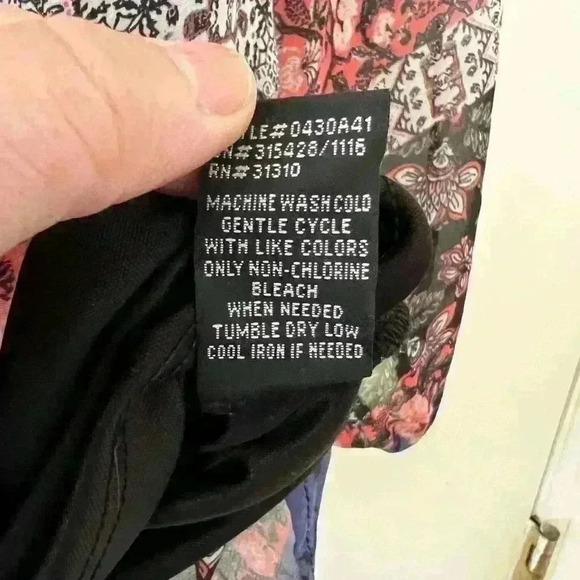 LE# 0430A41
N# 315428/1116
RN# 31310
MACHINE WASH COLD
GENTLE CYCLE
WITH LIKE COLORS
ONLY NON-CHLORINE
BLEACH
WHEN NEEDED
TUMBLE DRY LOW
COOL IRON IF NEEDED